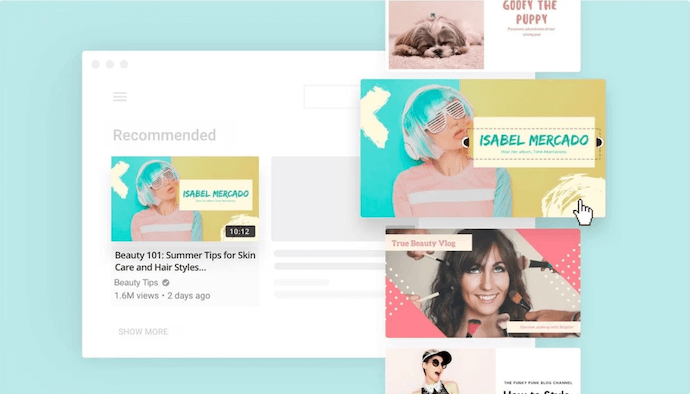 GOOFY THE
PUPPY
Recommended
ISABEL MERCADO
10:12
Beauty 101: Summer Tips for Skin
Care and Hair Styles...
Beauty Tips
1.6M views • 2 days ago
SHOW MORE
ISABEL MERCADO
True Beauty Vlog
THE FUNKY PUNK BLOG CHANNEL
How to Style